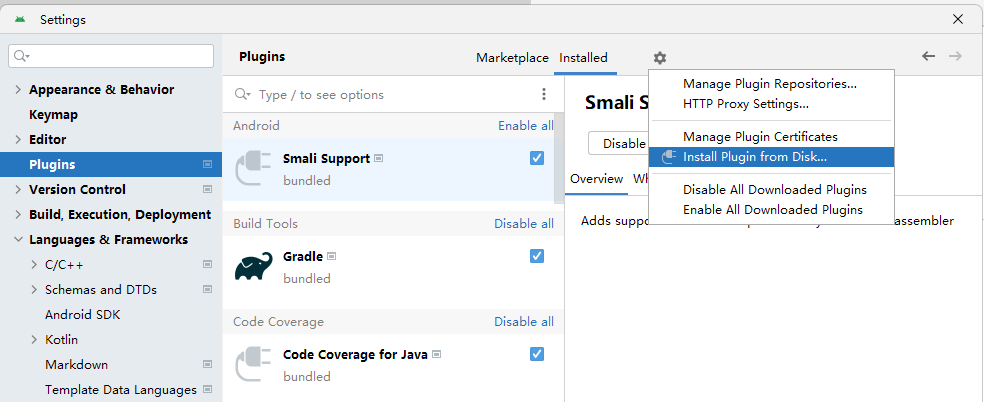 Settings
Plugins
Marketplace
Installed
Appearance & Behavior
Keymap
Editor
Plugins
Version Control
Build, Execution, Deployment
Languages & Frameworks
C/C++
Schemas and DTDs
Android SDK
Kotlin
Markdown
Template Data Languages
Type / to see options
Android
Enable all
Smali Support
bundled
Build Tools
Disable all
Gradle
bundled
Code Coverage
Disable all
Code Coverage for Java
bundled
Smali S
Disable
Overview
Wh
Adds suppo
assembler
Manage Plugin Repositories...
HTTP Proxy Settings...
Manage Plugin Certificates
Install Plugin from Disk...
Disable All Downloaded Plugins
Enable All Downloaded Plugins